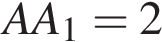 AA₁ = 2